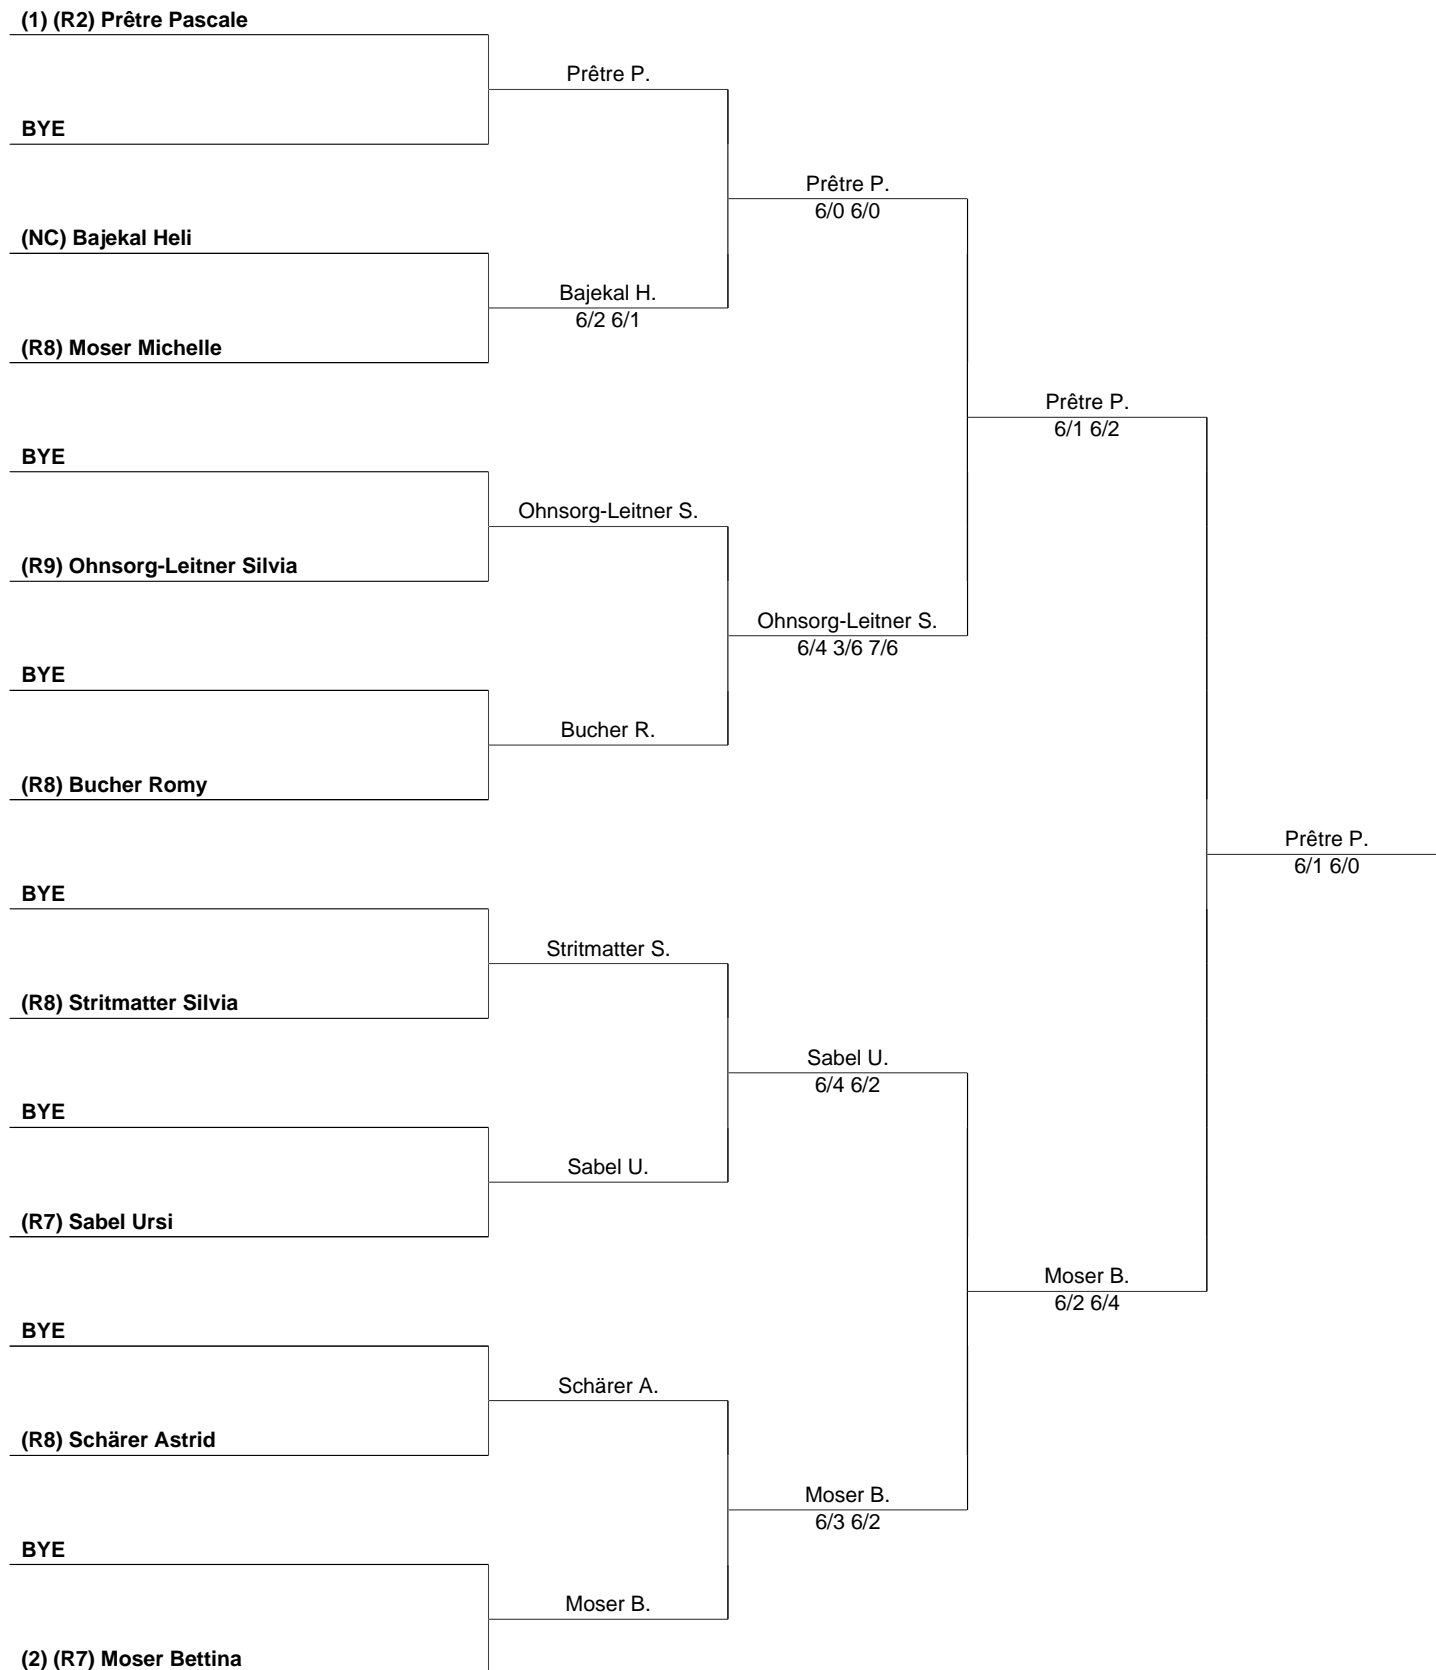 (1) (R2) Prêtre Pascale
Prêtre P.
BYE
Prêtre P.
6/0 6/0
(NC) Bajekal Heli
Bajekal H.
6/2 6/1
(R8) Moser Michelle
Prêtre P.
6/1 6/2
BYE
Ohnsorg-Leitner S.
(R9) Ohnsorg-Leitner Silvia
Ohnsorg-Leitner S.
6/4 3/6 7/6
BYE
Bucher R.
(R8) Bucher Romy
Prêtre P.
6/1 6/0
BYE
Stritmatter S.
(R8) Stritmatter Silvia
Sabel U.
6/4 6/2
BYE
Sabel U.
(R7) Sabel Ursi
Moser B.
6/2 6/4
BYE
Schärer A.
(R8) Schärer Astrid
Moser B.
6/3 6/2
BYE
Moser B.
(2) (R7) Moser Bettina